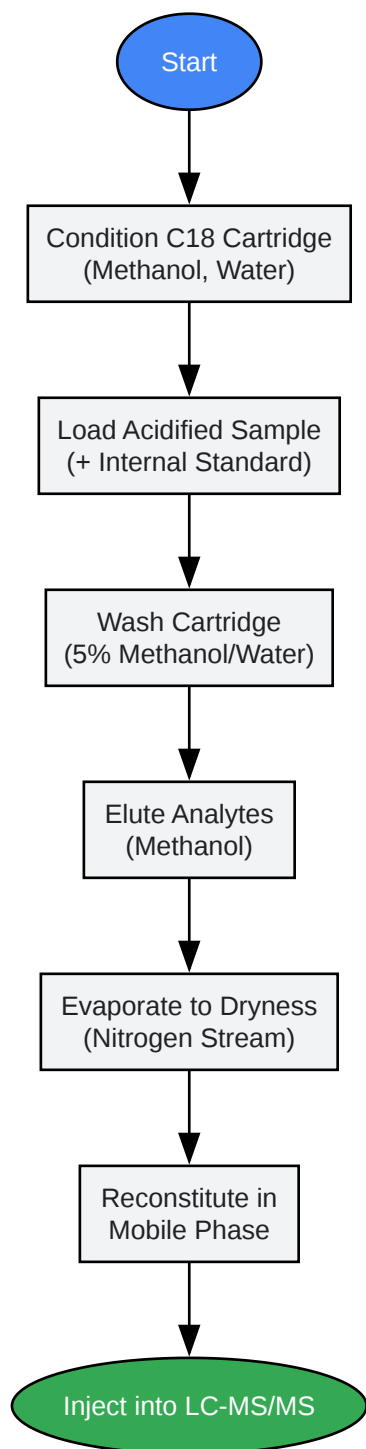 Start
Condition C18 Cartridge
(Methanol, Water)
Load Acidified Sample
(+ Internal Standard)
Wash Cartridge
(5% Methanol/Water)
Elute Analytes
(Methanol)
Evaporate to Dryness
(Nitrogen Stream)
Reconstitute in
Mobile Phase
Inject into LC-MS/MS